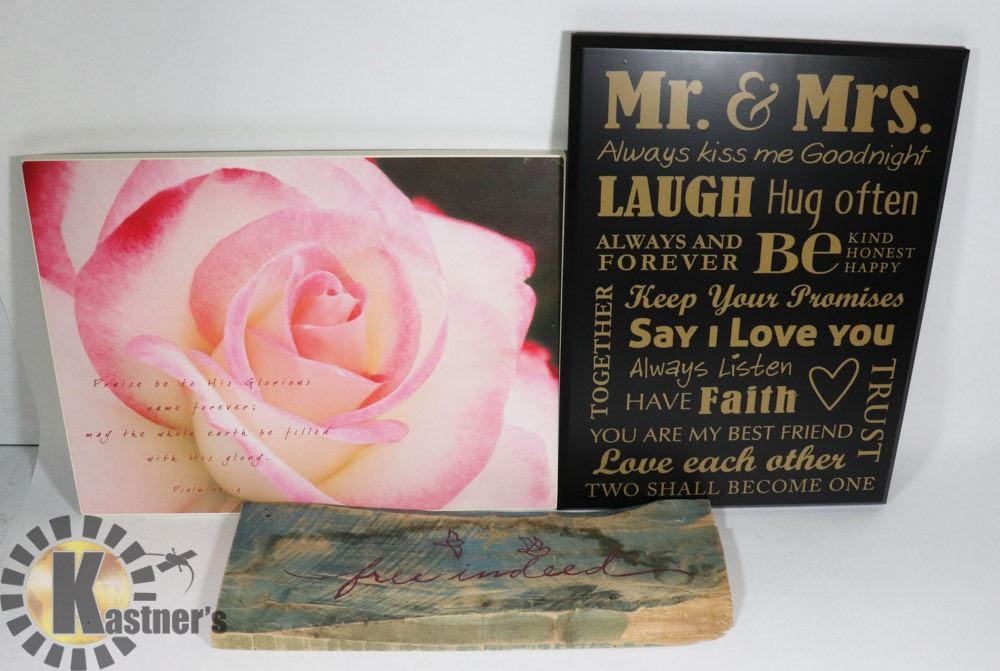 Mr. & Mrs.
Always kiss me Goodnight
LAUGH Hug often
ALWAYS AND FOREVER
Be
KIND
HONEST
HAPPY
TOGETHER
Keep Your Promises
Say I Love you
Always Listen
HAVE Faith
TRUST
YOU ARE MY BEST FRIEND
Love each other
TWO SHALL BECOME ONE
Praise be to His Glorious
name forever;
may the whole earth be filled
with His glory.
Psalm
free indeed
Kastner's